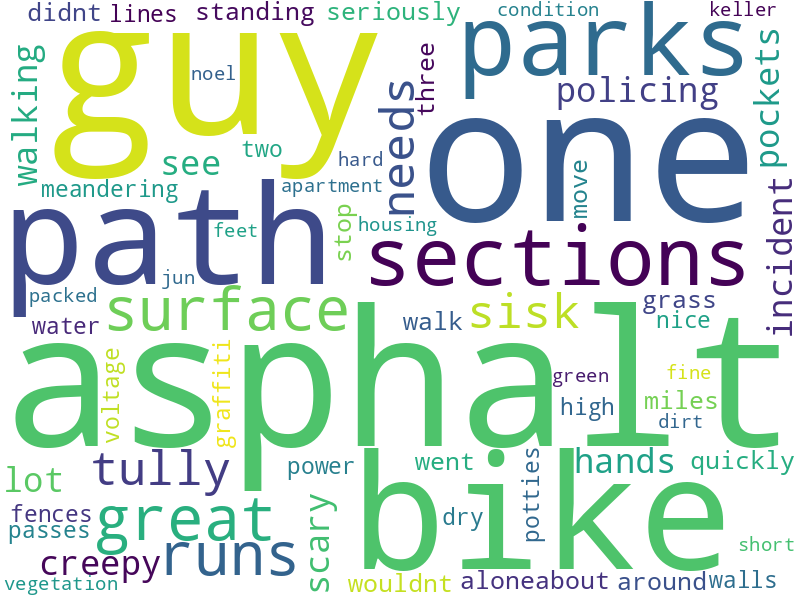 didnt
lines
standing
seriously
condition
keller
guy
noel
parks
three
policing
pockets
walking
needs
one
see
two
hard
meandering
apartment
move
path
feet
stop
housing
sections
incident
jun
packed
water
surface
walk
sisk
grass
nice
asphalt
voltage
graffiti
green
fine
high
miles
dirt
lot
tully
power
went
potties
hands
quickly
bike
fences
passes
great
scary
dry
short
creepy
runs
vegetation
wouldnt
aloneabout
around
walls